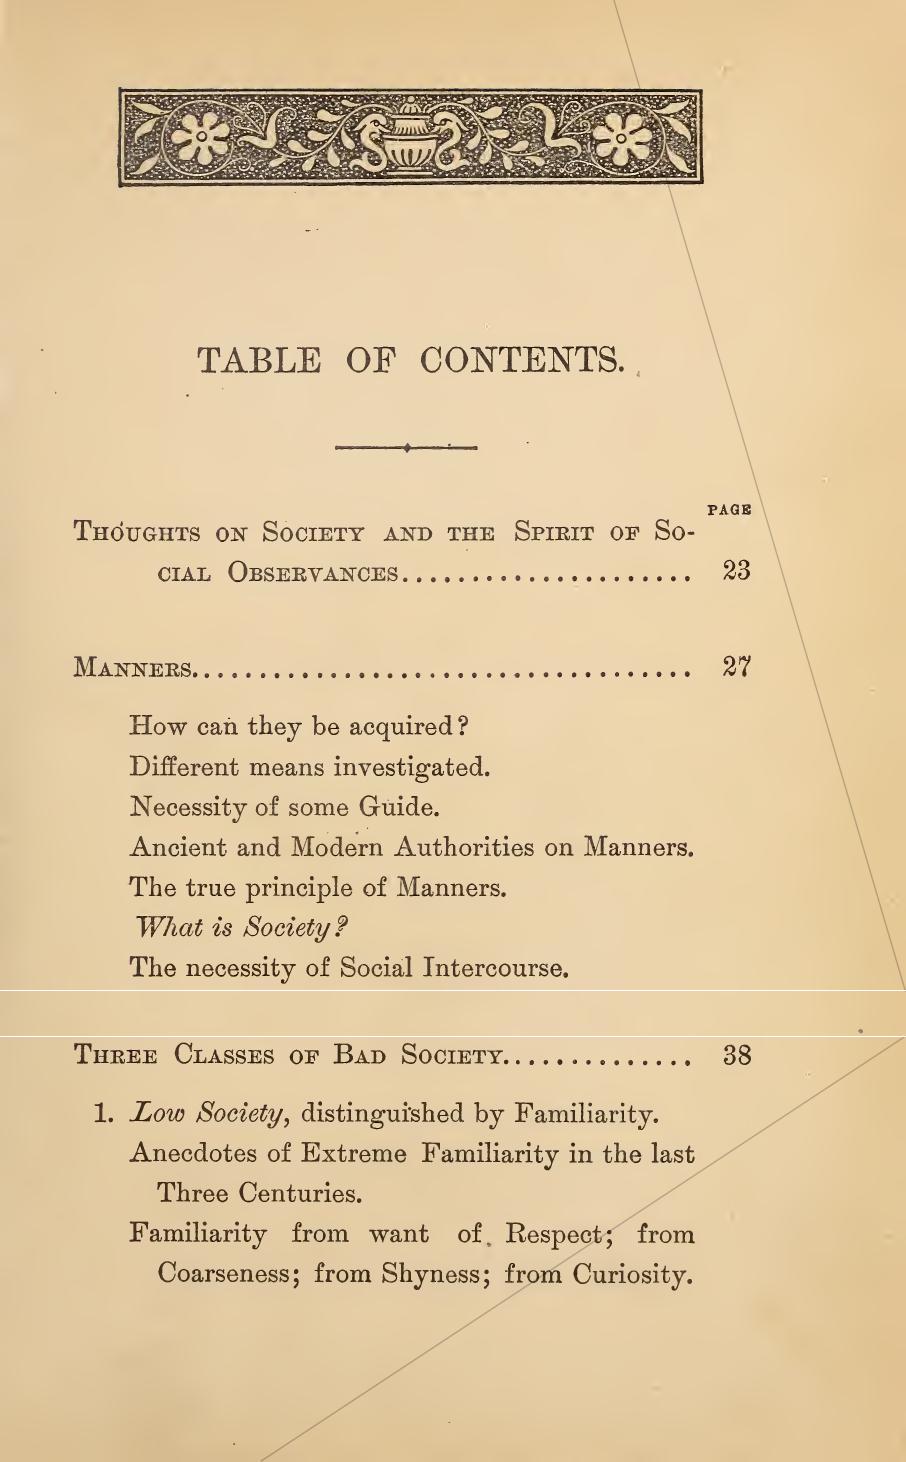 TABLE OF CONTENTS.
PAGE
THOUGHTS ON SOCIETY AND THE SPIRIT OF SO-
CIAL OBSERVANCES..................... 23
MANNERS.................................... 27
How can they be acquired?
Different means investigated.
Necessity of some Guide.
Ancient and Modern Authorities on Manners.
The true principle of Manners.
What is Society?
The necessity of Social Intercourse.
THREE CLASSES OF BAD SOCIETY.............. 38
1. Low Society, distinguished by Familiarity.
Anecdotes of Extreme Familiarity in the last
Three Centuries.
Familiarity from want of Respect; from
Coarseness; from Shyness; from Curiosity.